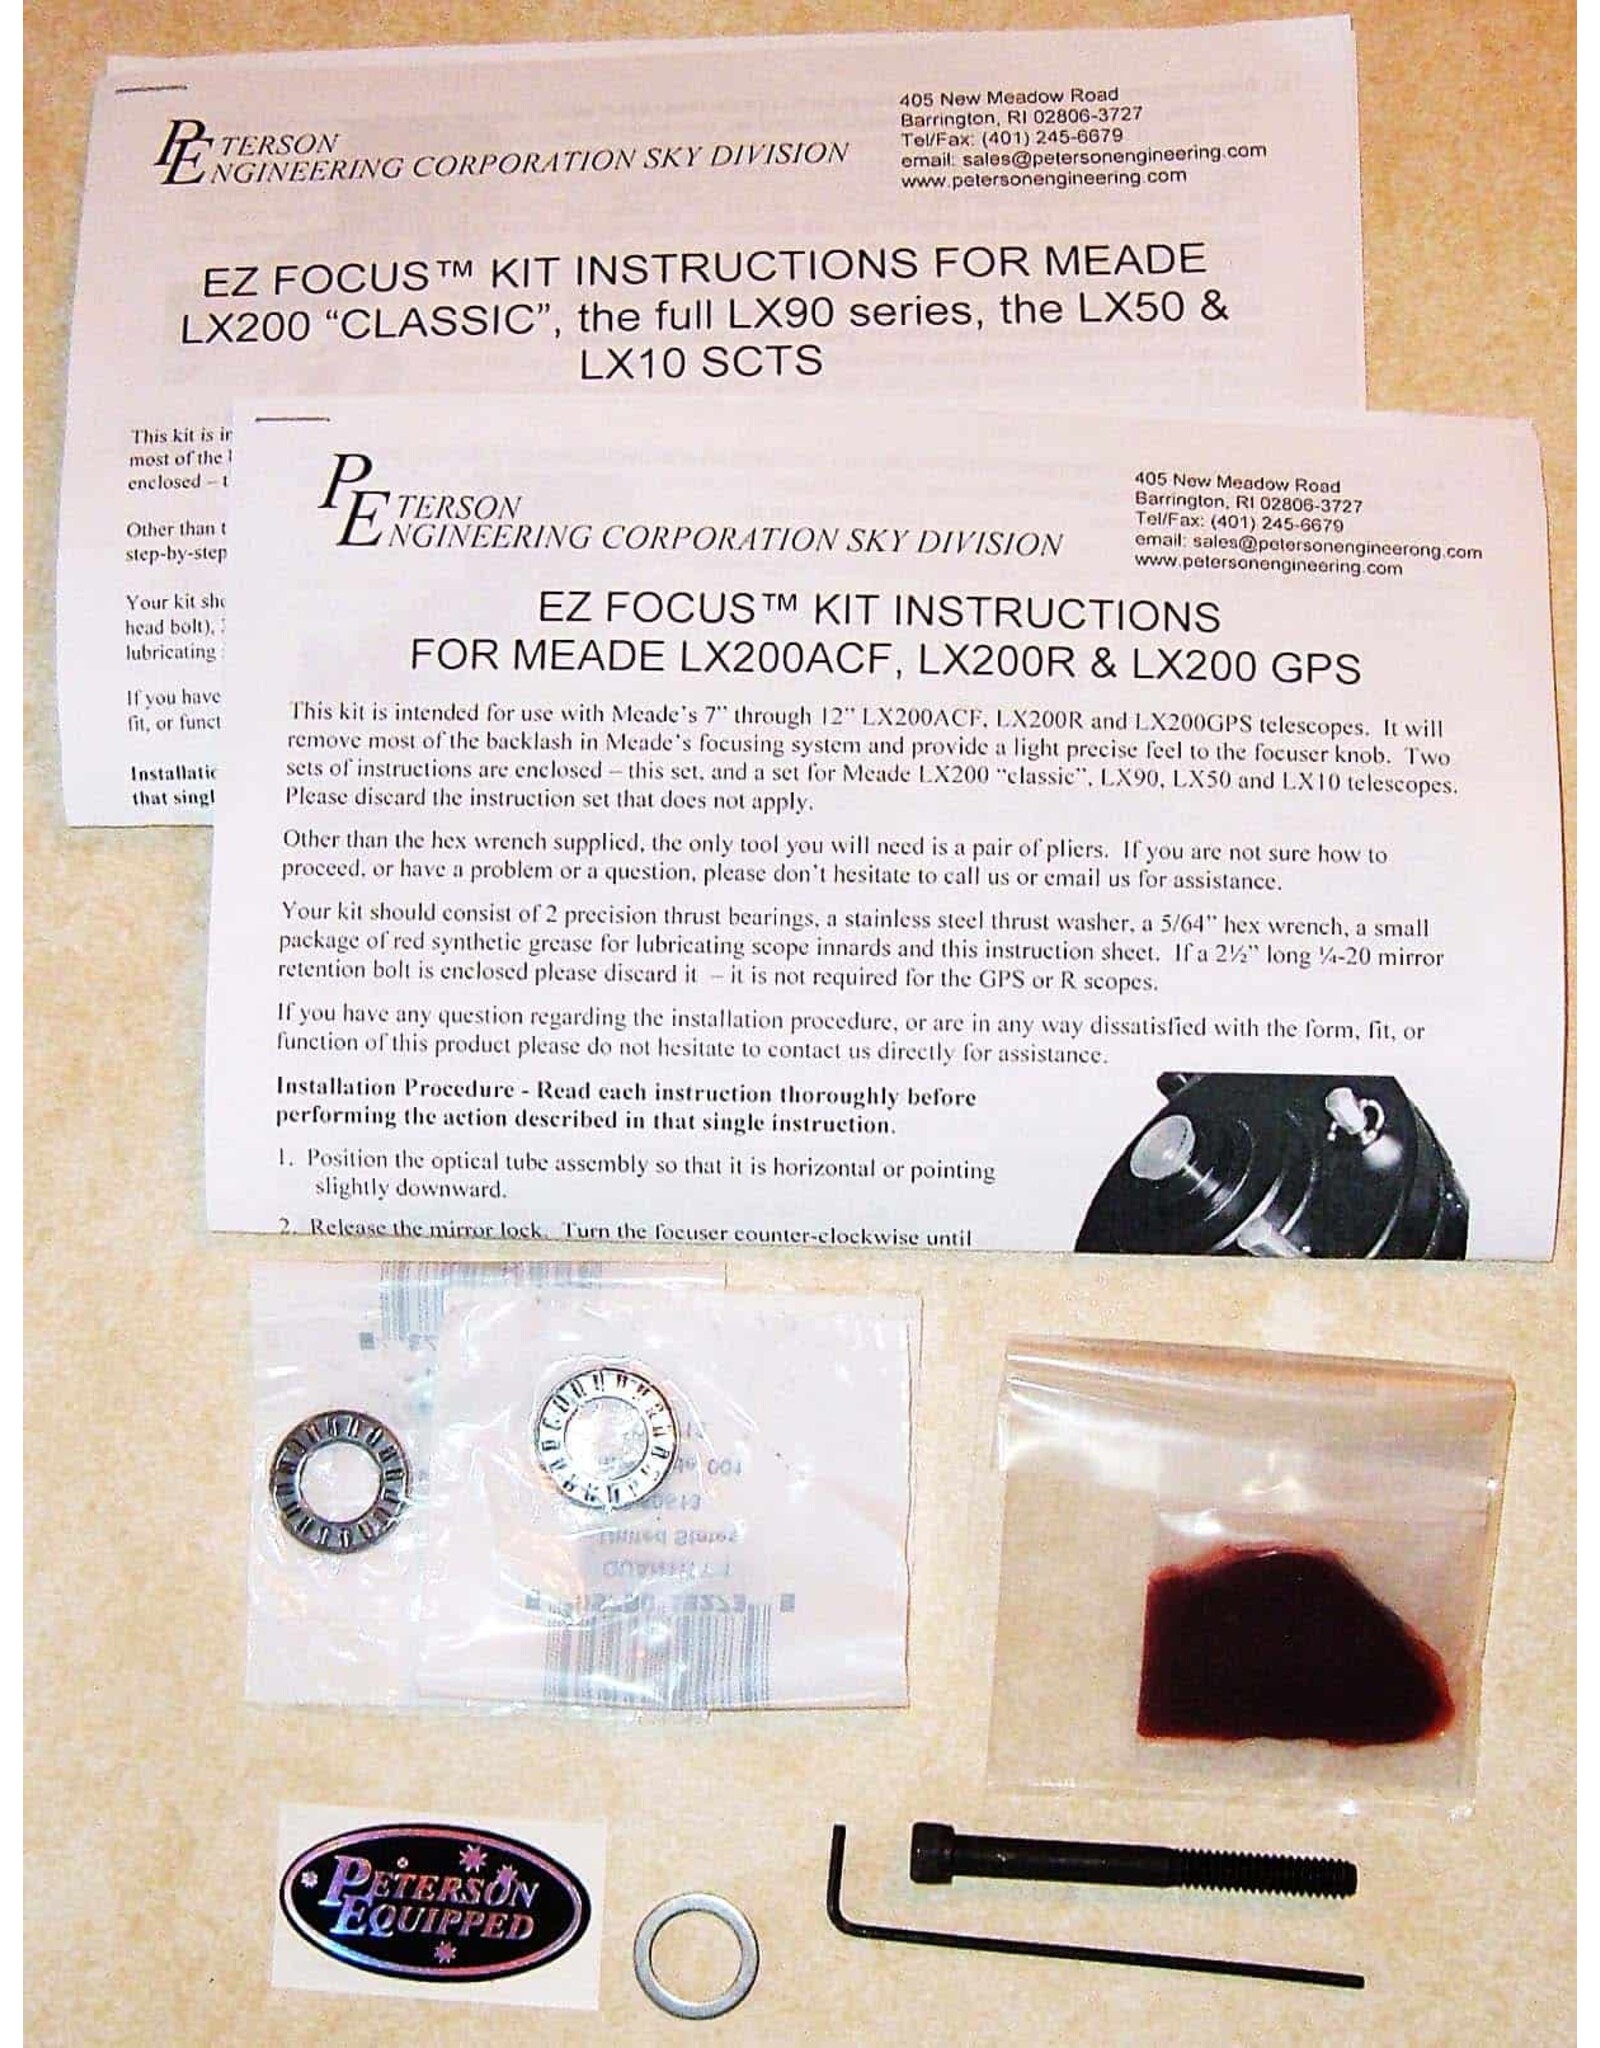 PETERSON
ENGINEERING CORPORATION SKY DIVISION
405 New Meadow Road
Barrington, RI 02806-3727
Tel/Fax: (401) 245-6679
email: sales@petersonengineering.com
www.petersonengineering.com
EZ FOCUS™ KIT INSTRUCTIONS FOR MEADE
LX200 “CLASSIC”, the full LX90 series, the LX50 &
LX10 SCTS
This kit is
most of the
enclosed –
Other than
step-by-step
Your kit
head bolt),
lubricating
If you have
fit, or
that
PETERSON
ENGINEERING CORPORATION SKY DIVISION
405 New Meadow Road
Barrington, RI 02806-3727
Tel/Fax: (401) 245-6679
email: sales@petersonengineerong.com
www.petersonengineering.com
EZ FOCUS™ KIT INSTRUCTIONS
FOR MEADE LX200ACF, LX200R & LX200 GPS
This kit is intended for use with Meade’s 7” through 12” LX200ACF, LX200R and LX200GPS telescopes. It will
remove most of the backlash in Meade’s focusing system and provide a light precise feel to the focuser knob. Two
sets of instructions are enclosed – this set, and a set for Meade LX200 “classic”, LX90, LX50 and LX10 telescopes.
Please discard the instruction set that does not apply.
Other than the hex wrench supplied, the only tool you will need is a pair of pliers. If you are not sure how to
proceed, or have a problem or a question, please don’t hesitate to call us or email us for assistance.
Your kit should consist of 2 precision thrust bearings, a stainless steel thrust washer, a 5/64” hex wrench, a small
package of red synthetic grease for lubricating scope innards and this instruction sheet. If a 2½” long ¼-20 mirror
retention bolt is enclosed please discard it – it is not required for the GPS or R scopes.
If you have any question regarding the installation procedure, or are in any way dissatisfied with the form, fit, or
function of this product please do not hesitate to contact us directly for assistance.
Installation Procedure - Read each instruction thoroughly before
performing the action described in that single instruction.
1. Position the optical tube assembly so that it is horizontal or pointing
slightly downward.
2. Release the mirror lock. Turn the focuser counter-clockwise until
001
United States
QUANTITY 1
PETERSON
EQUIPPED